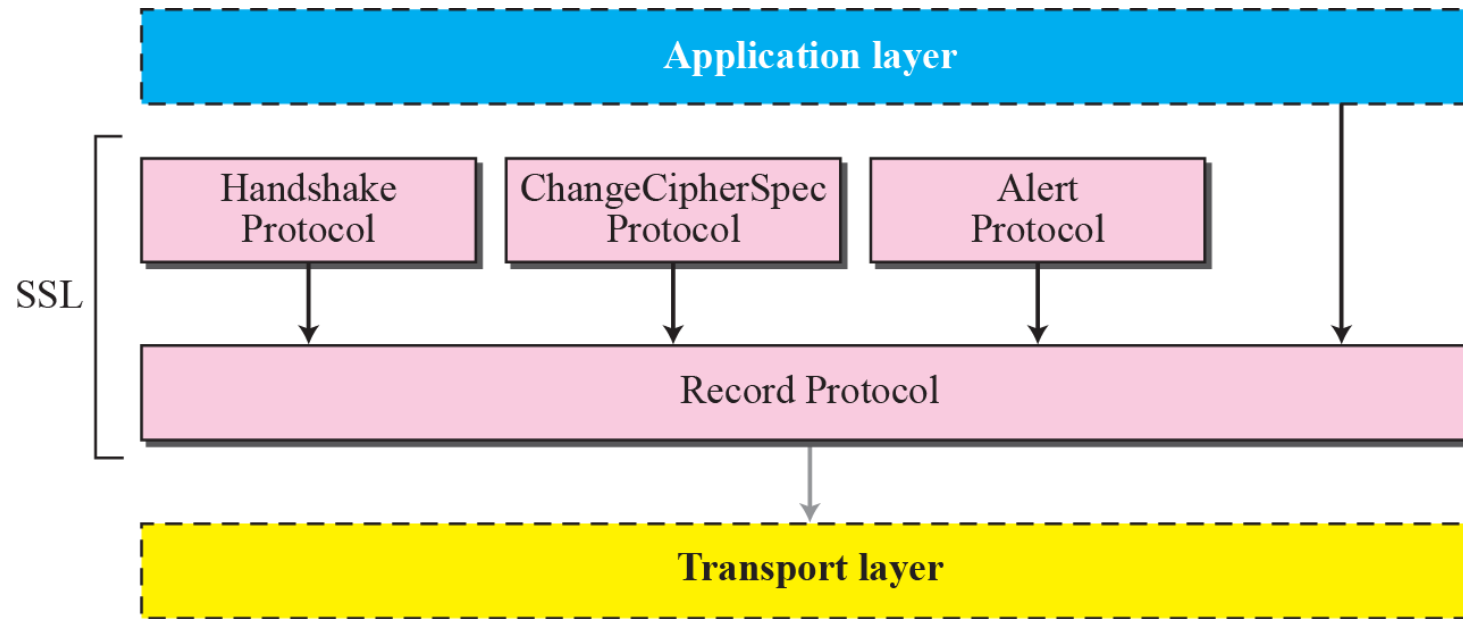 Application layer
Handshake
Protocol
ChangeCipherSpec
Protocol
Alert
Protocol
SSL
Record Protocol
Transport layer